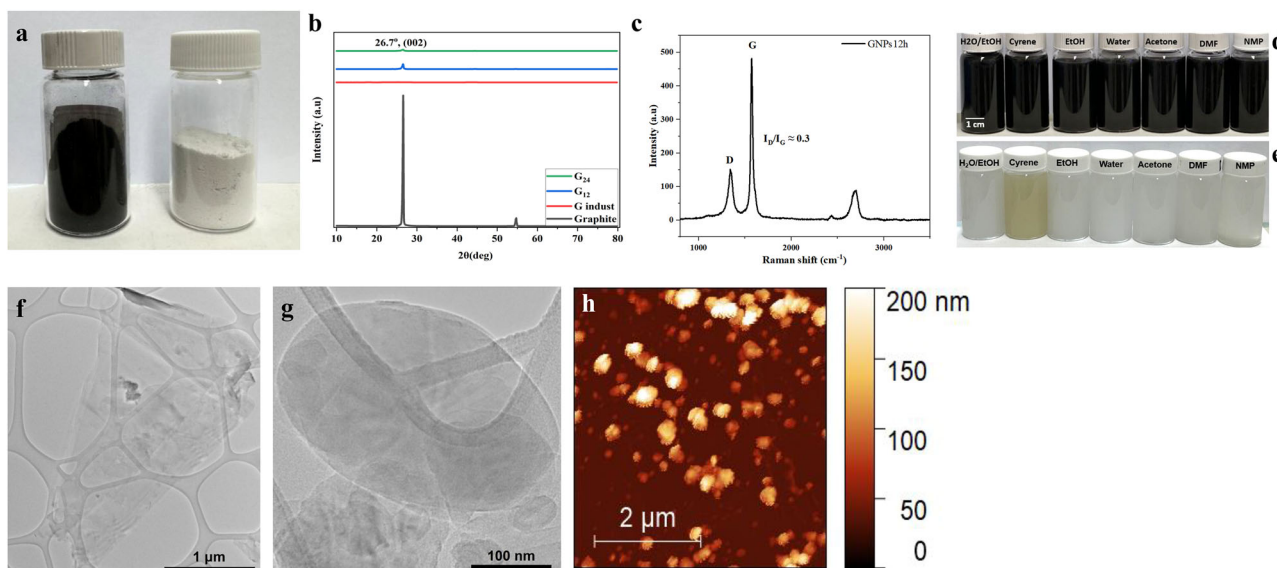 a
b
26.7°, (002)
Intensity (a.u)
G₂₄
G₁₂
G indust
Graphite
10 20 30 40 50 60 70 80
2θ(deg)
c
G
D
GNPs12h
I_D/I_G ≈ 0.3
500
400
300
200
100
0
Intensity (a.u)
1000 2000 3000
Raman shift (cm⁻¹)
H2O/EtOH Cyrene EtOH Water Acetone DMF NMP
1 cm
e
H₂O/EtOH Cyrene EtOH Water Acetone DMF NMP
f
1 µm
g
100 nm
h
2 µm
200 nm
150
100
50
0